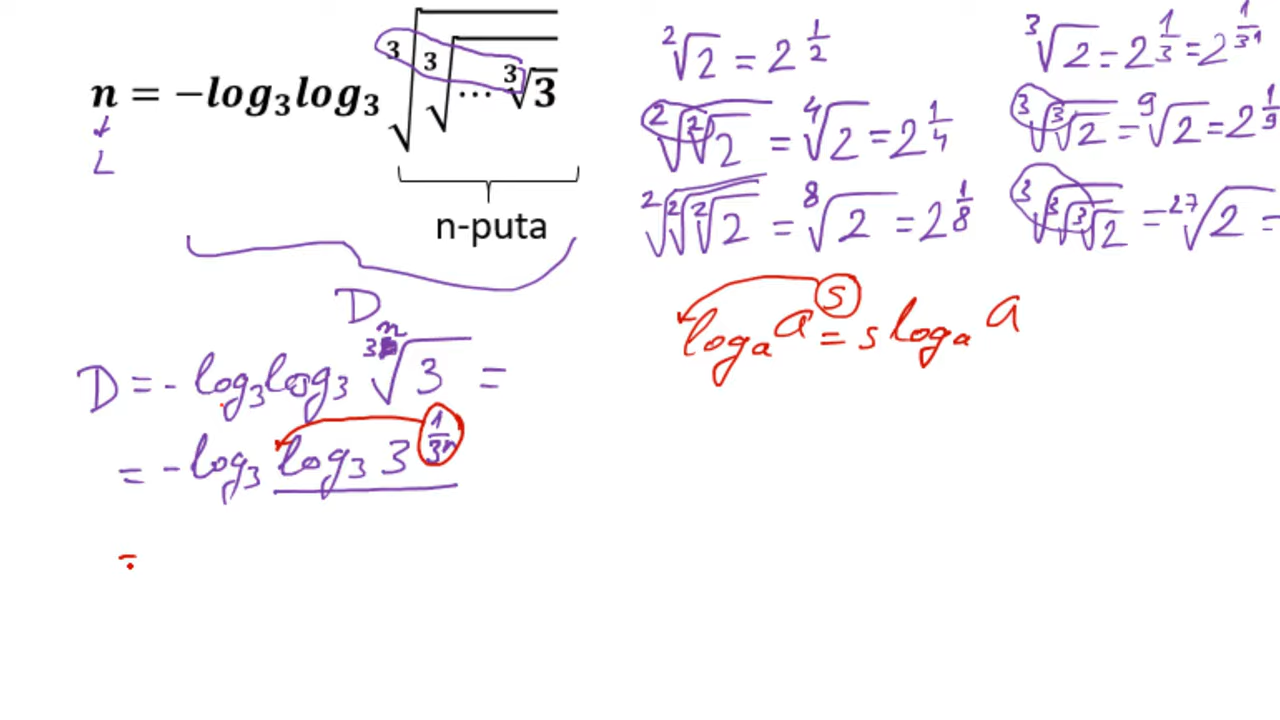 n = −log₃log₃ ∛∛⋯∛3
↓
L
n-puta
D
D = - log₃log₃ ³ⁿ√3 =
= - log₃ log₃ 3^(1/3ⁿ)
=
²√2 = 2^(1/2)
²√²√2 = ⁴√2 = 2^(1/4)
²√²√²√2 = ⁸√2 = 2^(1/8)
³√2 = 2^(1/3) = 2^(1/3¹)
³√³√2 = ⁹√2 = 2^(1/9)
³√³√³√2 = ²⁷√2 =
logₐ a^s = s logₐ a